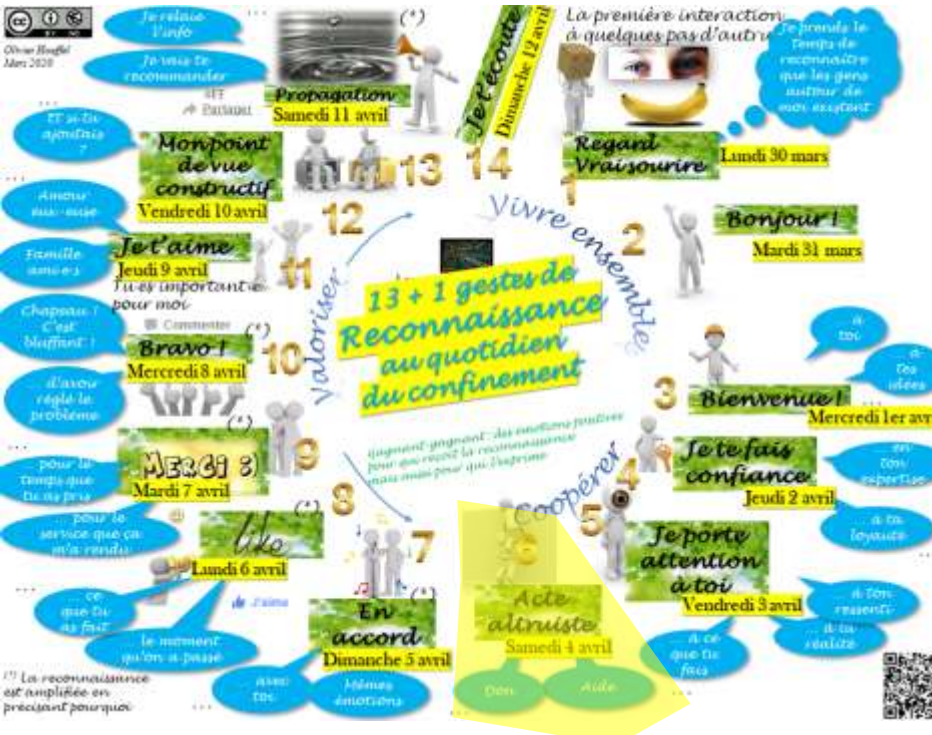 cc
BY NC
Olivier Hoeffel
Mars 2020
Je relaie
l'info
Je vais te
recommander
Partager
(*)
Propagation
Samedi 11 avril
Je t'écoute
Dimanche 12 avril
La première interaction
à quelques pas d'autrui
Je prends le
temps de
reconnaître
que les gens
autour de
moi existent
Regard
Vrai sourire
Lundi 30 mars
...
Et si tu
ajoutais
?
Mon point
de vue
constructif
Vendredi 10 avril
13
14
1
2
Bonjour !
Mardi 31 mars
...
Amour
Famille
ami·e·s
Je t'aime
Jeudi 9 avril
Tu es important·e
pour moi
12
11
Vivre ensemble
Valoriser
Coopérer
13 + 1 gestes de
Reconnaissance
au quotidien
du confinement
gagnant-gagnant : des émotions positives
pour qui reçoit la reconnaissance
mais aussi pour qui l'exprime
Chapeau !
C'est
bluffant !
Commenter
(*)
Bravo !
Mercredi 8 avril
10
... d'avoir
réglé le
problème
3
Bienvenue !
Mercredi 1er avr
à
toi
à
tes
idées
...
(*)
MERCI :)
Mardi 7 avril
9
... pour le
temps que
tu as pris
... pour le
service que ça
m'a rendu
4
Je te fais
confiance
Jeudi 2 avril
en
ton
expertise
à ta
loyauté
...
(*)
like
Lundi 6 avril
8
J'aime
... ce
que tu
as fait
... le moment
qu'on a passé
...
5
Je porte
attention
à toi
Vendredi 3 avril
à ton
ressenti
... à ta
réalité
à ce
que tu
fais
...
7
(*)
En
accord
Dimanche 5 avril
avec
toi
Mêmes
émotions
...
6
Acte
altruiste
Samedi 4 avril
Don
Aide
...
(*) La reconnaissance
est amplifiée en
précisant pourquoi